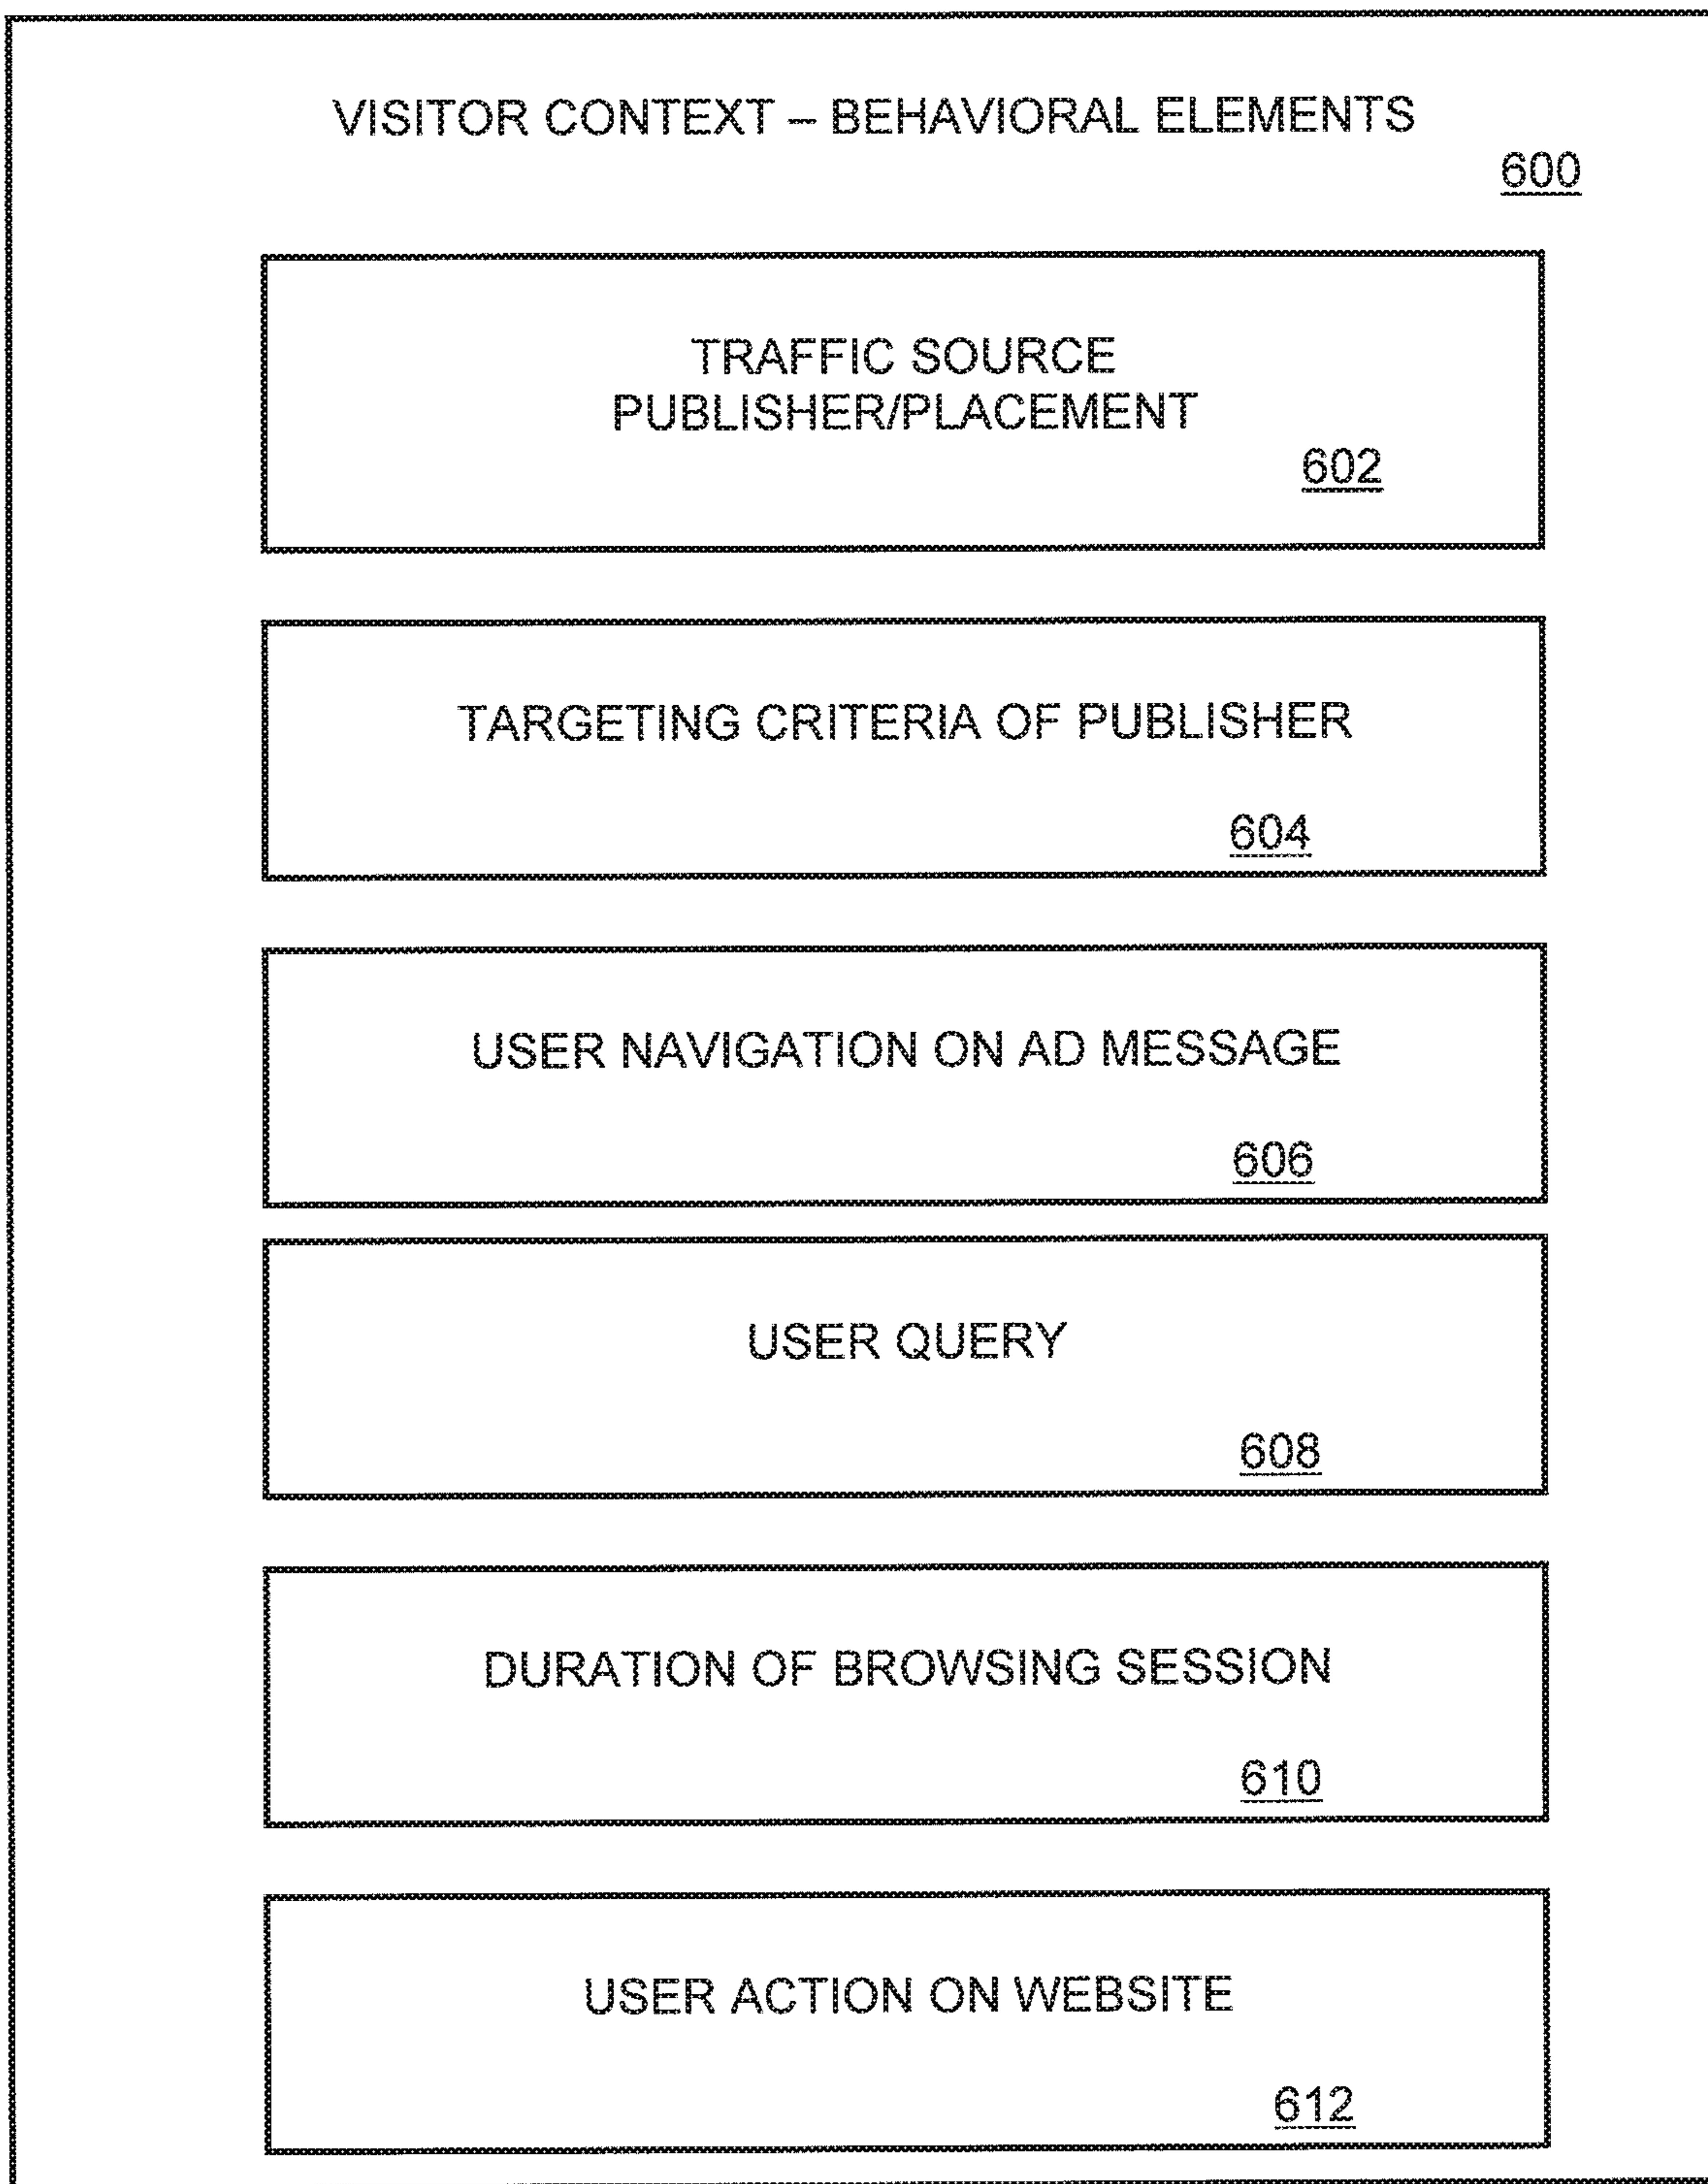 VISITOR CONTEXT – BEHAVIORAL ELEMENTS
600
TRAFFIC SOURCE
PUBLISHER/PLACEMENT
602
TARGETING CRITERIA OF PUBLISHER
604
USER NAVIGATION ON AD MESSAGE
606
USER QUERY
608
DURATION OF BROWSING SESSION
610
USER ACTION ON WEBSITE
612